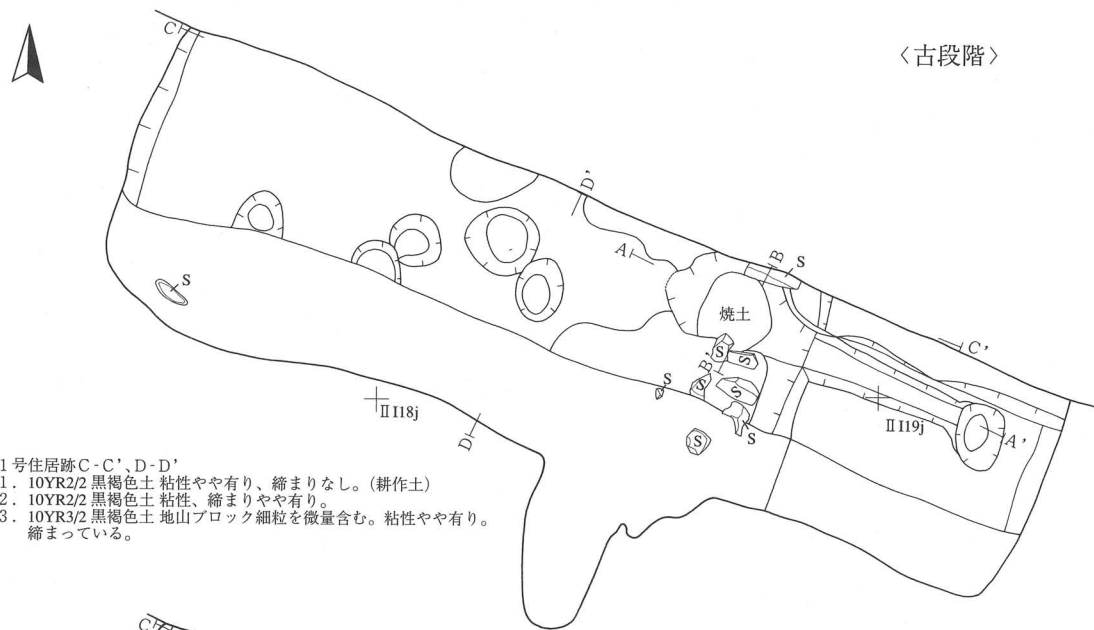 〈古段階〉
C
D'
A
B
S
焼土
S
C'
S
S
B'
S
S
S
ⅡI18j
ⅡI19j
D
S
S
A'
1号住居跡C-C'、D-D'
1. 10YR2/2 黒褐色土 粘性やや有り、締まりなし。(耕作土)
2. 10YR2/2 黒褐色土 粘性、締まりやや有り。
3. 10YR3/2 黒褐色土 地山ブロック細粒を微量含む。粘性やや有り。
締まっている。
C